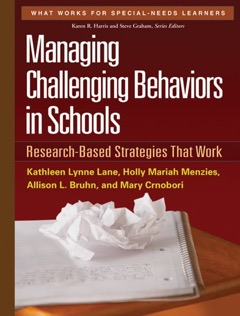 WHAT WORKS FOR SPECIAL-NEEDS LEARNERS
Karen R. Harris and Steve Graham, Series Editors
Managing
Challenging Behaviors
in Schools
Research-Based Strategies That Work
Kathleen Lynne Lane, Holly Mariah Menzies,
Allison L. Bruhn, and Mary Crnobori